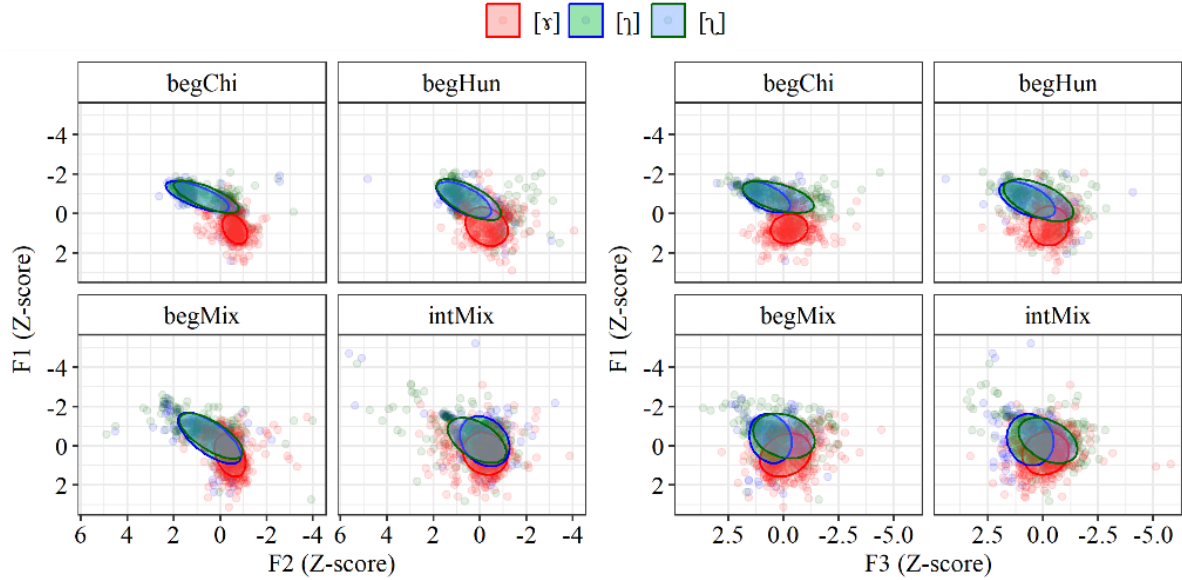 [ɤ] [ɿ] [ʅ]
begChi begHun begChi begHun
-4 -4
-2 -2
0 0
2 2
begMix intMix begMix intMix
-4 -4
-2 -2
0 0
2 2
6 4 2 0 -2 -4 6 4 2 0 -2 -4 2.5 0.0 -2.5 -5.0 2.5 0.0 -2.5 -5.0
F1 (Z-score) F1 (Z-score)
F2 (Z-score) F3 (Z-score)